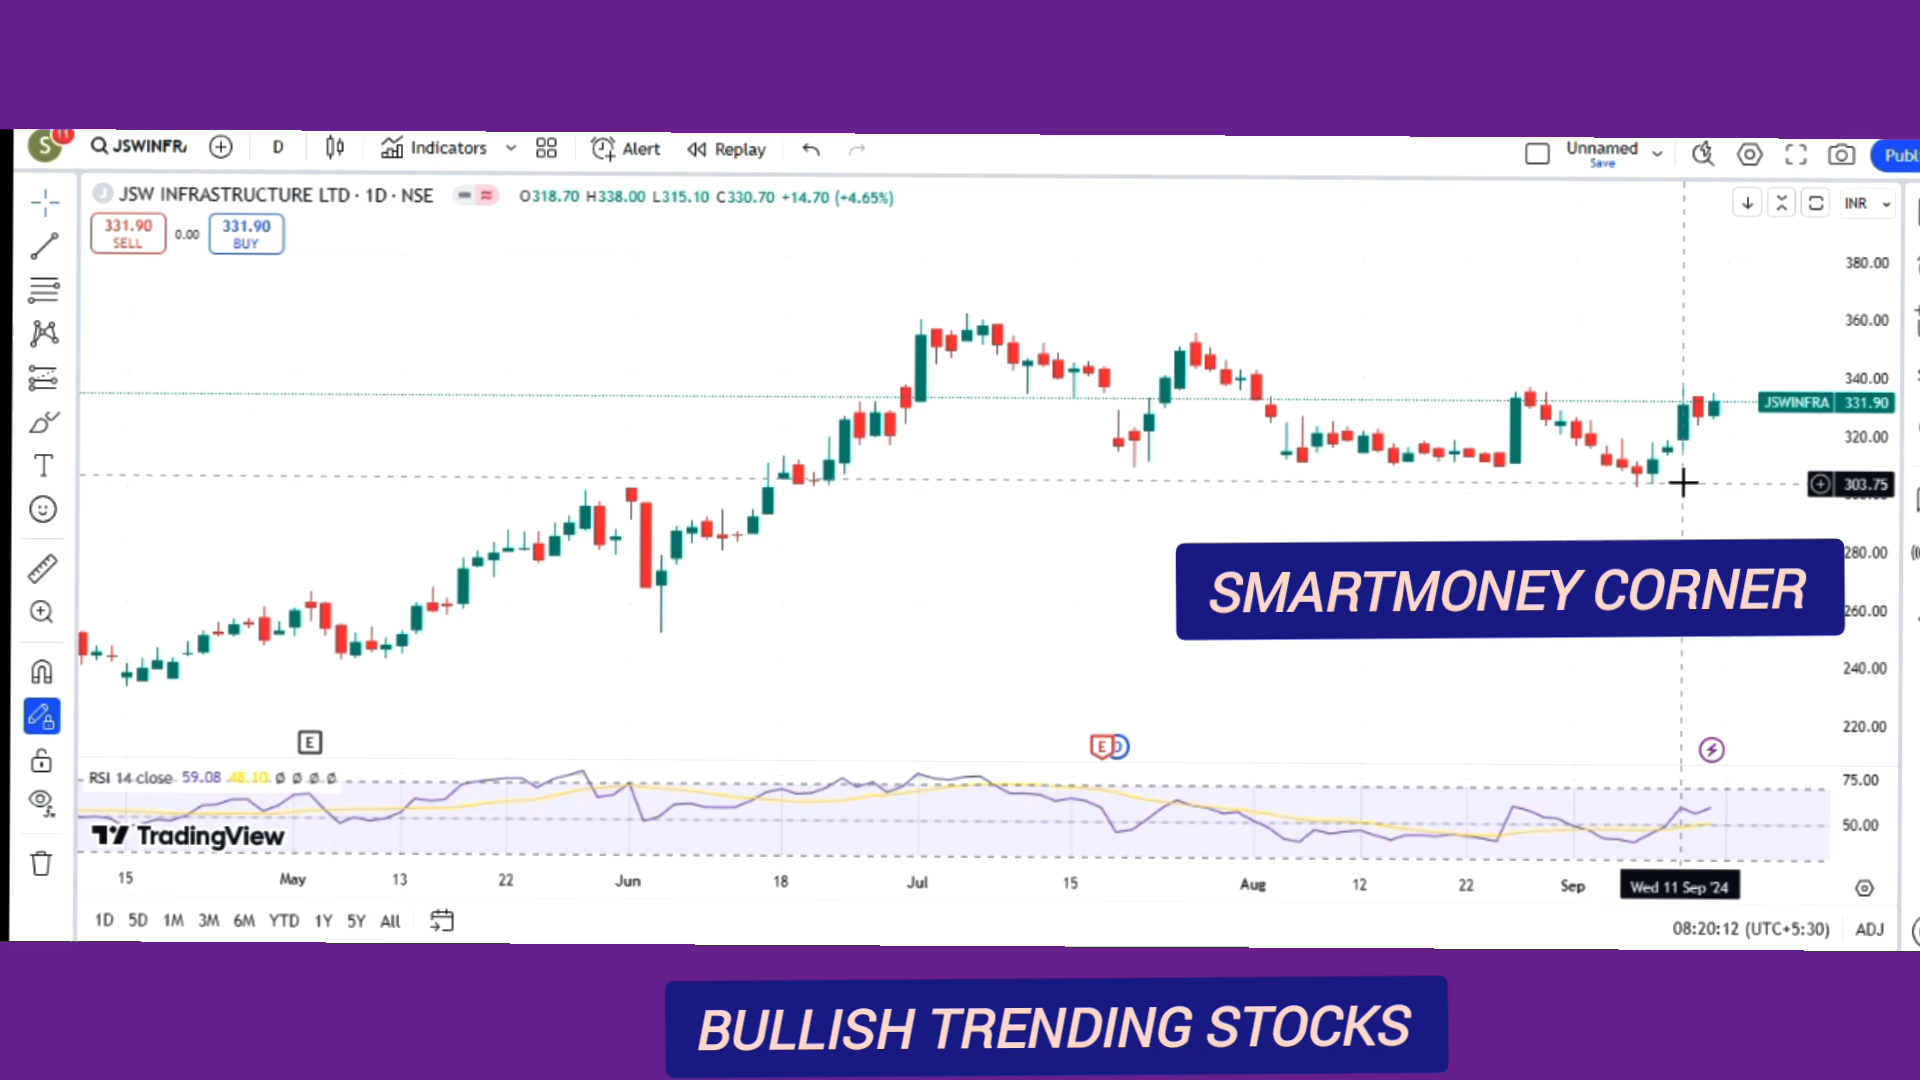 S 11 JSWINFRA D Indicators Alert Replay Unnamed Save Publ
J JSW INFRASTRUCTURE LTD · 1D · NSE O318.70 H338.00 L315.10 C330.70 +14.70 (+4.65%) INR
331.90 SELL 0.00 331.90 BUY
380.00
360.00
340.00
JSWINFRA 331.90
320.00
303.75
280.00
SMARTMONEY CORNER
260.00
240.00
220.00
E E D
RSI 14 close 59.08 48.10 Ø Ø Ø Ø
75.00
50.00
TradingView
15 May 13 22 Jun 18 Jul 15 Aug 12 22 Sep Wed 11 Sep '24
1D 5D 1M 3M 6M YTD 1Y 5Y All 08:20:12 (UTC+5:30) ADJ
BULLISH TRENDING STOCKS